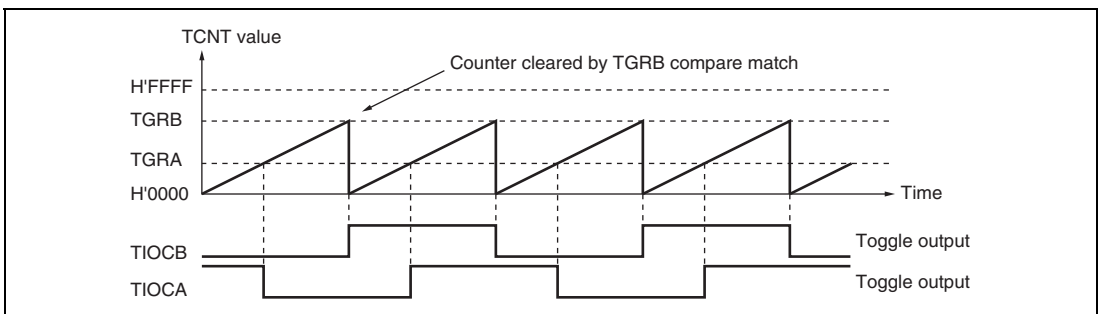 TCNT value
Counter cleared by TGRB compare match
H'FFFF
TGRB
TGRA
H'0000
Time
TIOCB
Toggle output
TIOCA
Toggle output